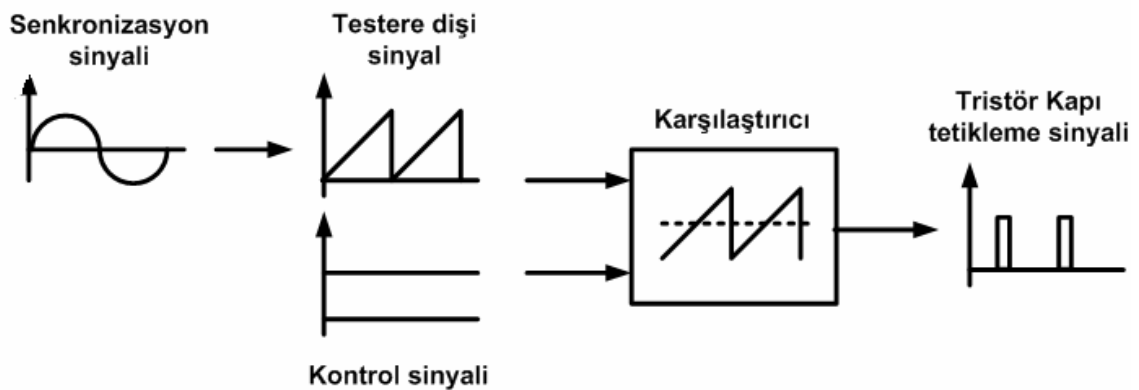 Senkronizasyon
sinyali
Testere dişi
sinyal
Karşılaştırıcı
Tristör Kapı
tetikleme sinyali
Kontrol sinyali